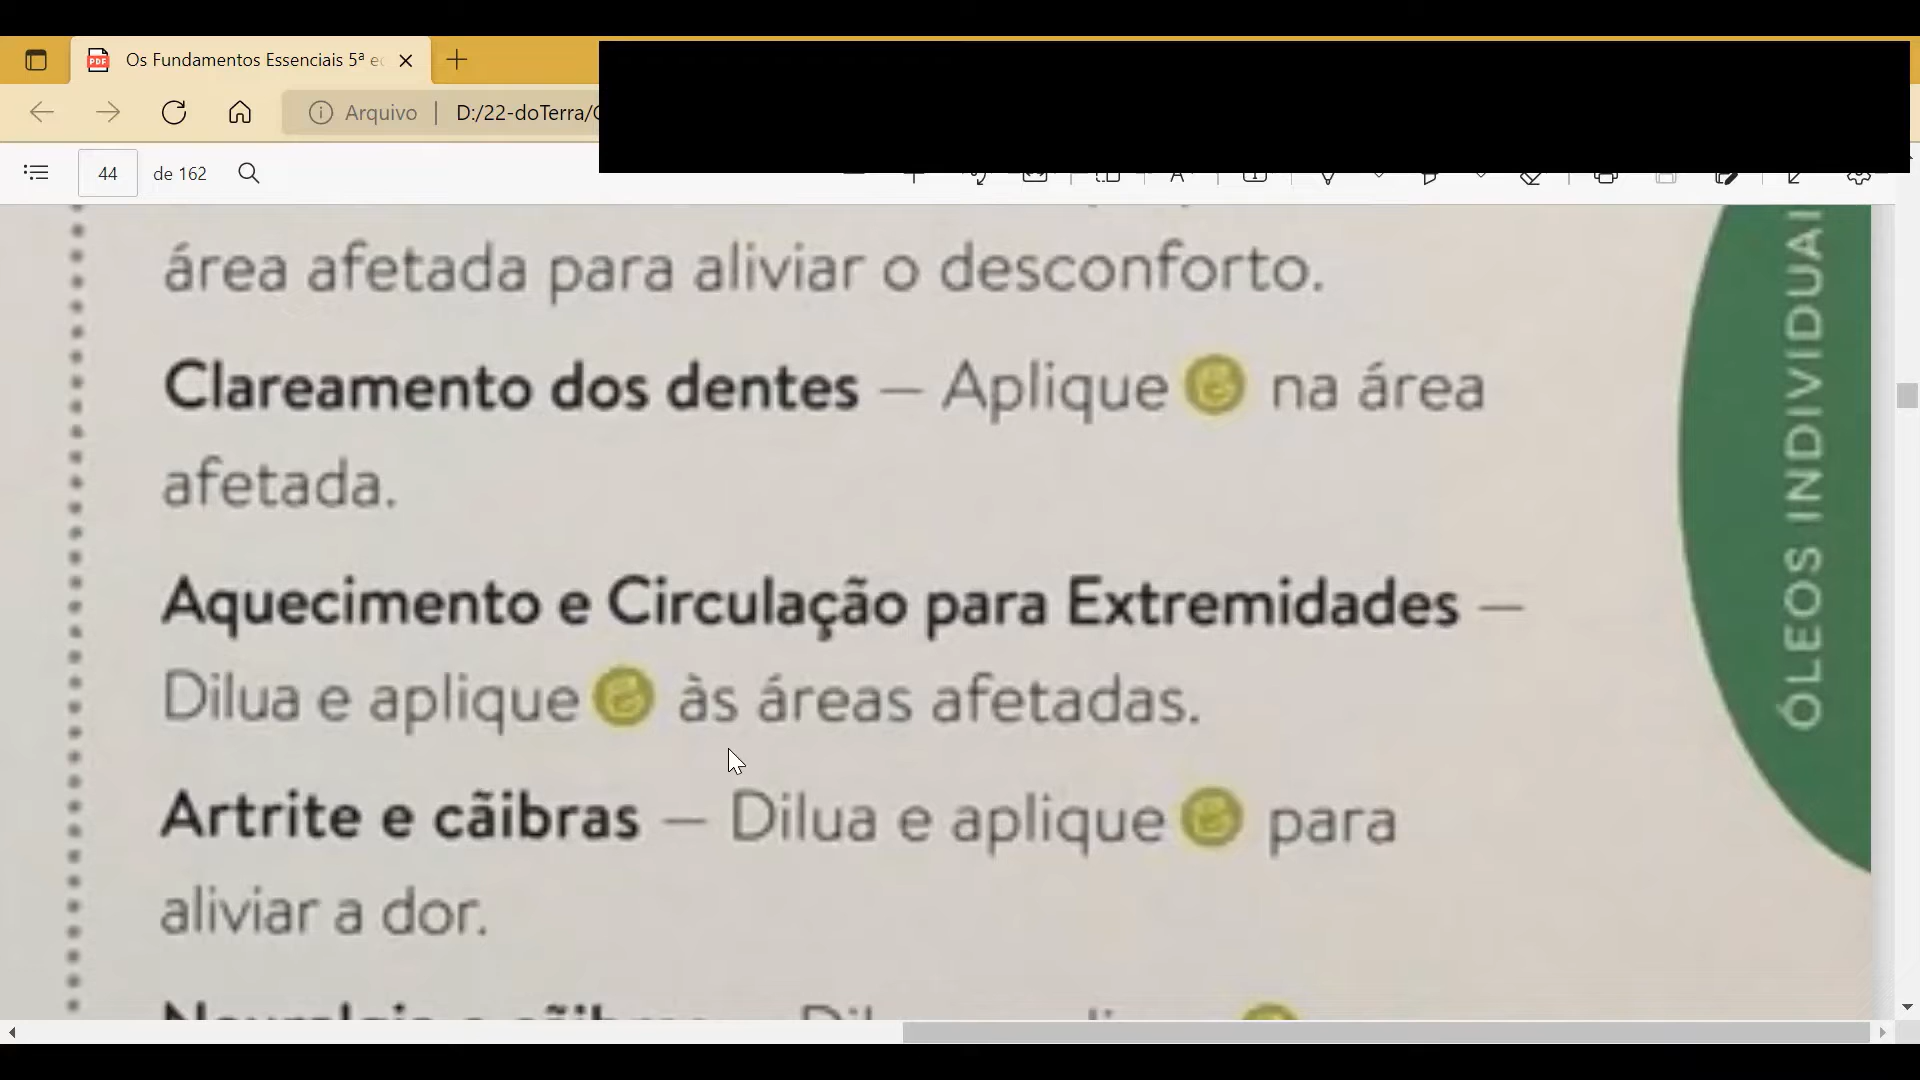 Os Fundamentos Essenciais 5ª
Arquivo
D:/22-doTerra/
44 de 162
área afetada para aliviar o desconforto.
Clareamento dos dentes — Aplique na área
afetada.
Aquecimento e Circulação para Extremidades —
Dilua e aplique às áreas afetadas.
Artrite e cãibras — Dilua e aplique para
aliviar a dor.
ÓLEOS INDIVIDUAI